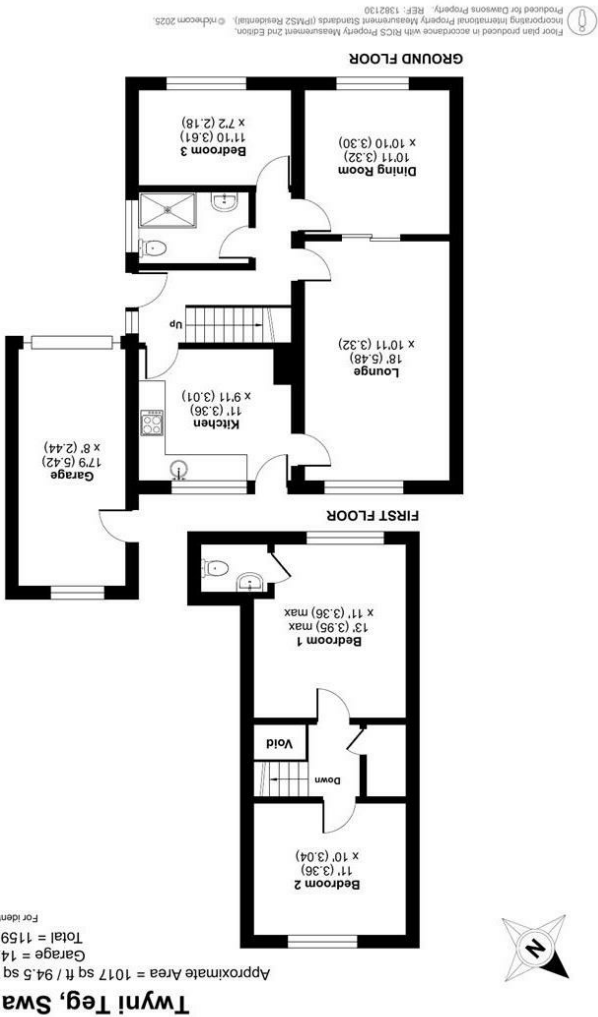 Twyni Teg, Swa
Approximate Area = 1017 sq ft / 94.5 sq
Garage = 14
Total = 1159
For ident
N
Bedroom 2
11' (3.36)
x 10' (3.04)
Down
Void
Bedroom 1
13' (3.95) max
x 11' (3.36) max
FIRST FLOOR
Garage
17'9 (5.42)
x 8' (2.44)
Kitchen
11' (3.36)
x 9'11 (3.01)
Lounge
18' (5.48)
x 10'11 (3.32)
Up
Dining Room
10'11 (3.32)
x 10'10 (3.30)
Bedroom 3
11'10 (3.61)
x 7'2 (2.18)
GROUND FLOOR
Floor plan produced in accordance with RICS Property Measurement 2nd Edition.
Incorporating International Property Measurement Standards (IPMS2 Residential). © nichecom 2025.
Produced for Dawsons Property. REF: 1382130